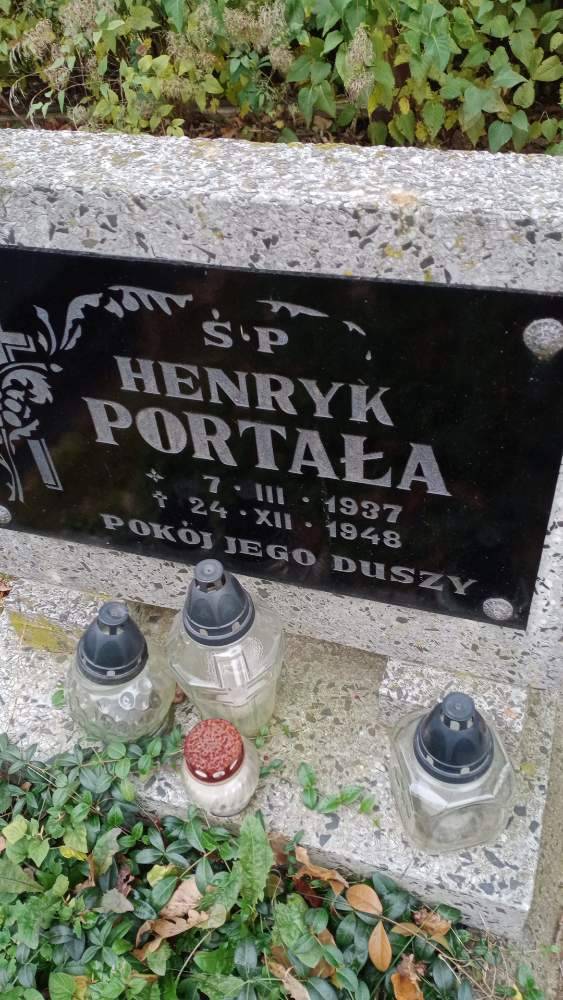 Ś·P
HENRYK
PORTAŁA
7·III·1937
† 24·XII·1948
POKÓJ JEGO DUSZY